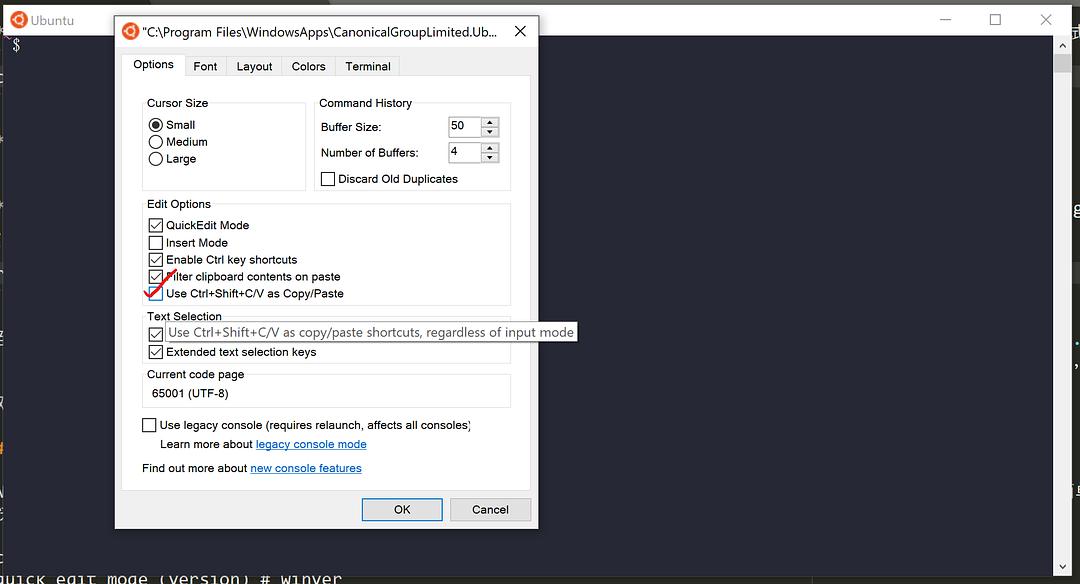 Ubuntu
"C:\Program Files\WindowsApps\CanonicalGroupLimited.Ub...
$
Options
Font
Layout
Colors
Terminal
Cursor Size
Small
Medium
Large
Command History
Buffer Size:
50
Number of Buffers:
4
Discard Old Duplicates
Edit Options
QuickEdit Mode
Insert Mode
Enable Ctrl key shortcuts
Filter clipboard contents on paste
Use Ctrl+Shift+C/V as Copy/Paste
Text Selection
Use Ctrl+Shift+C/V as copy/paste shortcuts, regardless of input mode
Extended text selection keys
Current code page
65001 (UTF-8)
Use legacy console (requires relaunch, affects all consoles)
Learn more about legacy console mode
Find out more about new console features
OK
Cancel
quick edit mode (version) # winver